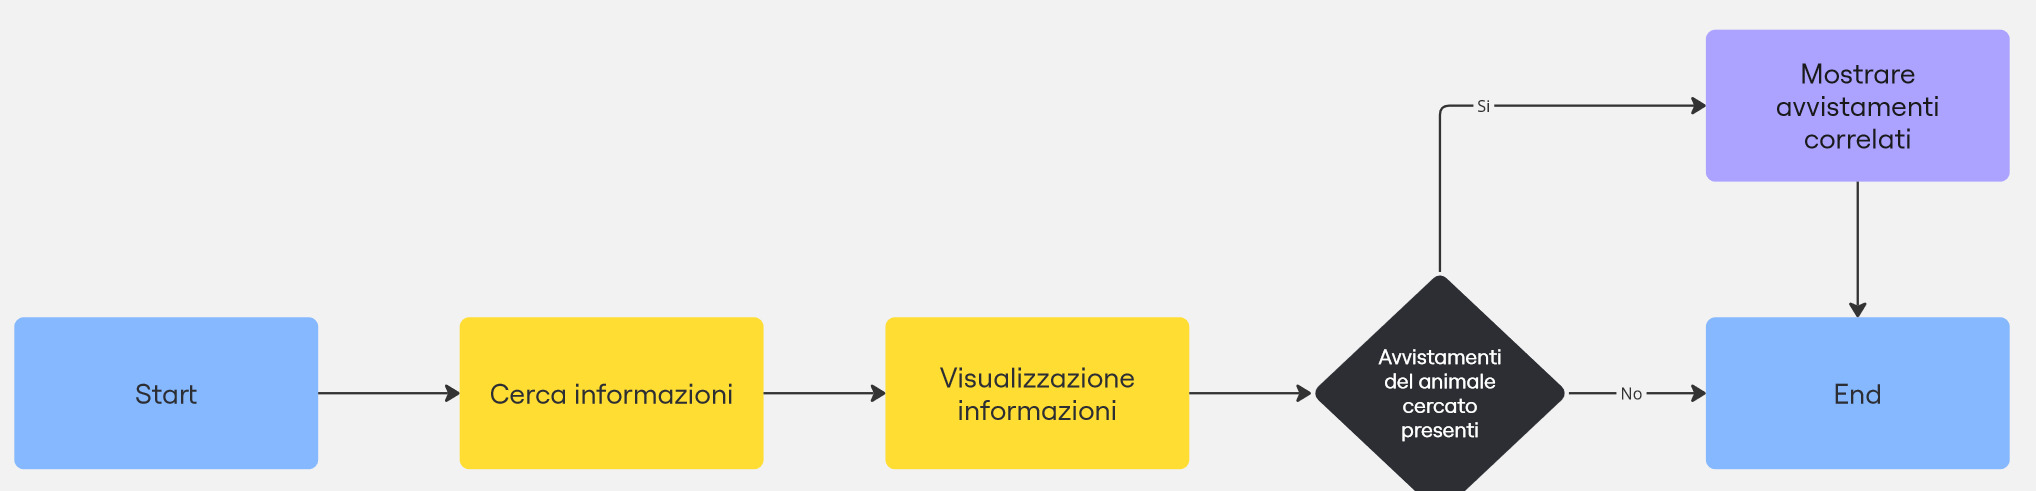 Start
Cerca informazioni
Visualizzazione
informazioni
Avvistamenti
del animale
cercato
presenti
Si
Mostrare
avvistamenti
correlati
No
End